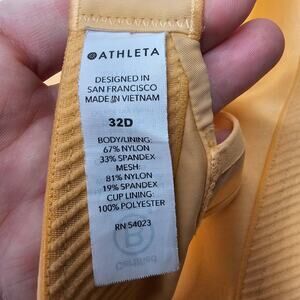 ATHLETA
DESIGNED IN
SAN FRANCISCO
MADE IN VIETNAM
32D
BODY/LINING:
67% NYLON
33% SPANDEX
MESH:
81% NYLON
19% SPANDEX
CUP LINING:
100% POLYESTER
RN 54023